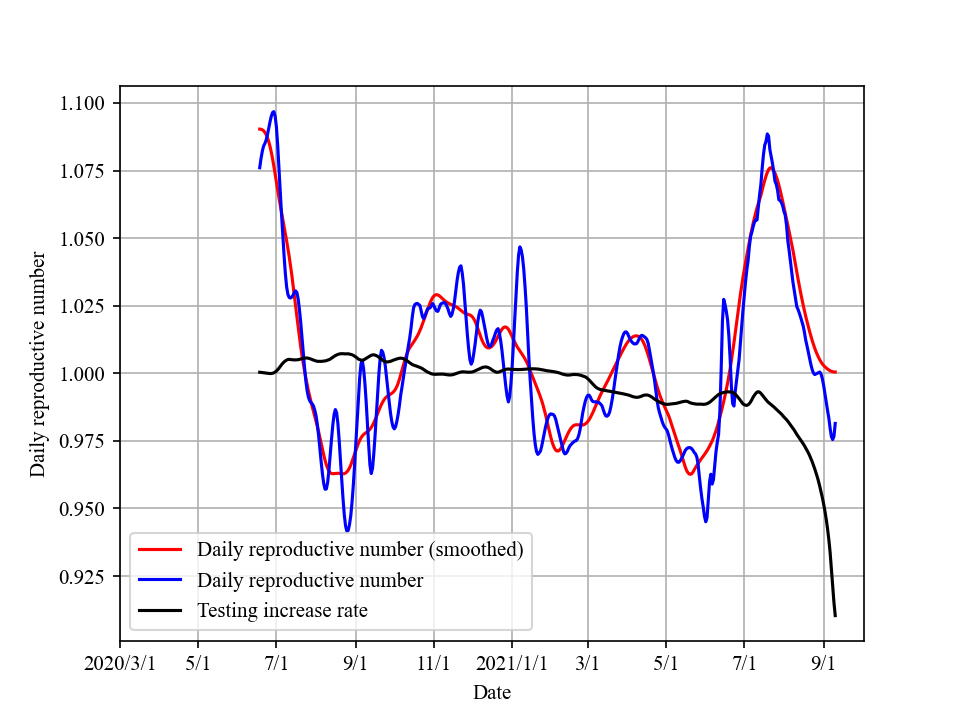 1.100
1.075
1.050
1.025
1.000
0.975
0.950
0.925
Daily reproductive number
Daily reproductive number (smoothed)
Daily reproductive number
Testing increase rate
2020/3/1 5/1 7/1 9/1 11/1 2021/1/1 3/1 5/1 7/1 9/1
Date